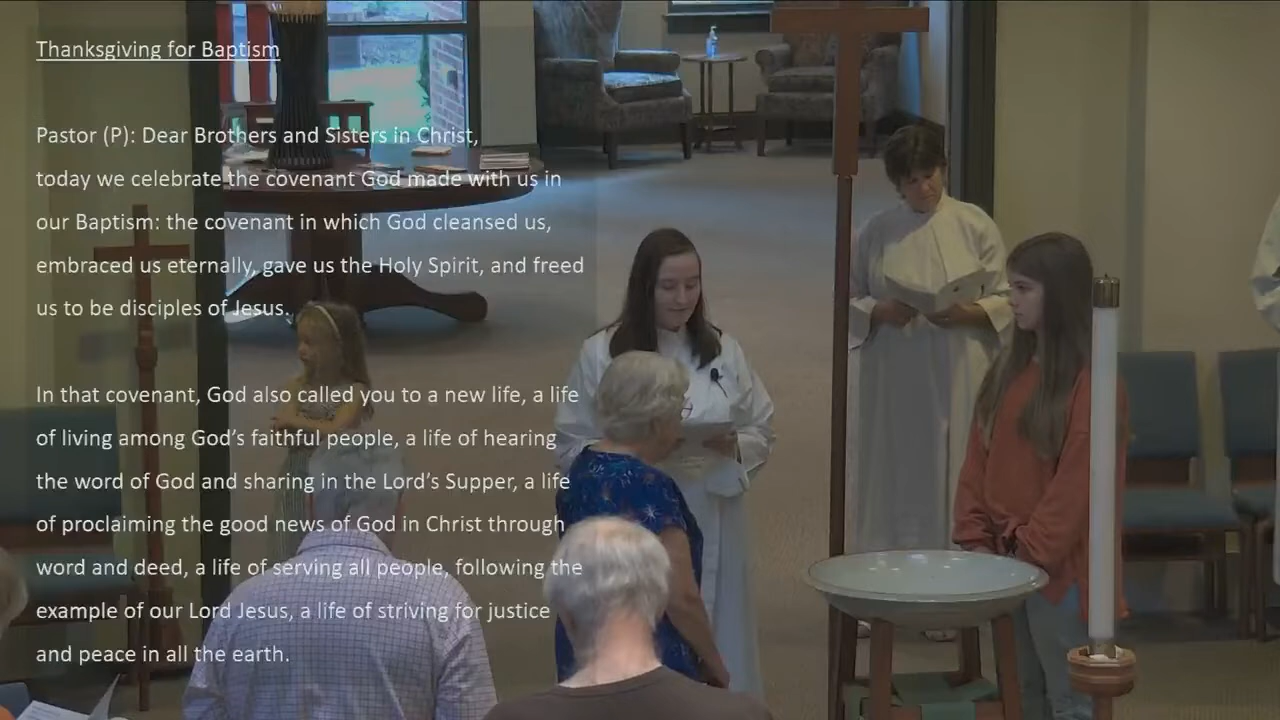 Thanksgiving for Baptism
Pastor (P): Dear Brothers and Sisters in Christ,
today we celebrate the covenant God made with us in
our Baptism: the covenant in which God cleansed us,
embraced us eternally, gave us the Holy Spirit, and freed
us to be disciples of Jesus.
In that covenant, God also called you to a new life, a life
of living among God’s faithful people, a life of hearing
the word of God and sharing in the Lord’s Supper, a life
of proclaiming the good news of God in Christ through
word and deed, a life of serving all people, following the
example of our Lord Jesus, a life of striving for justice
and peace in all the earth.